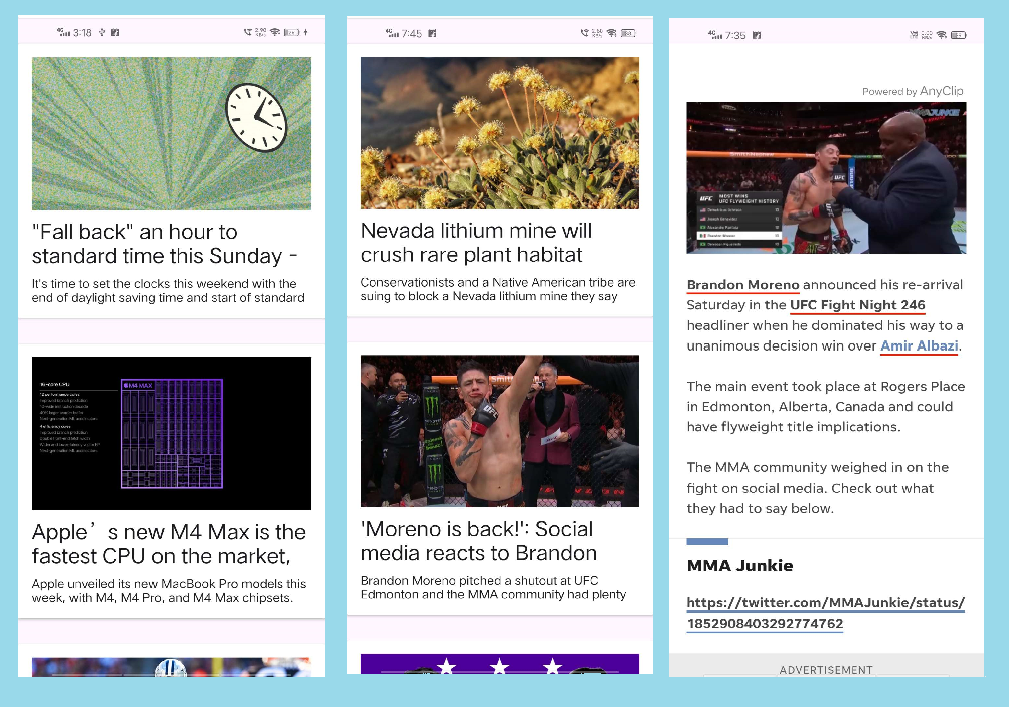 3:18
"Fall back" an hour to
standard time this Sunday -
It's time to set the clocks this weekend with the
end of daylight saving time and start of standard
M4 MAX
Apple's new M4 Max is the
fastest CPU on the market,
Apple unveiled its new MacBook Pro models this
week, with M4, M4 Pro, and M4 Max chipsets.
7:45
Nevada lithium mine will
crush rare plant habitat
Conservationists and a Native American tribe are
suing to block a Nevada lithium mine they say
'Moreno is back!': Social
media reacts to Brandon
Brandon Moreno pitched a shutout at UFC
Edmonton and the MMA community had plenty
7:35
Powered by AnyClip
UFC
MOST WINS
UFC FLYWEIGHT HISTORY
Brandon Moreno announced his re-arrival
Saturday in the UFC Fight Night 246
headliner when he dominated his way to a
unanimous decision win over Amir Albazi.
The main event took place at Rogers Place
in Edmonton, Alberta, Canada and could
have flyweight title implications.
The MMA community weighed in on the
fight on social media. Check out what
they had to say below.
MMA Junkie
https://twitter.com/MMAJunkie/status/
1852908403292774762
ADVERTISEMENT